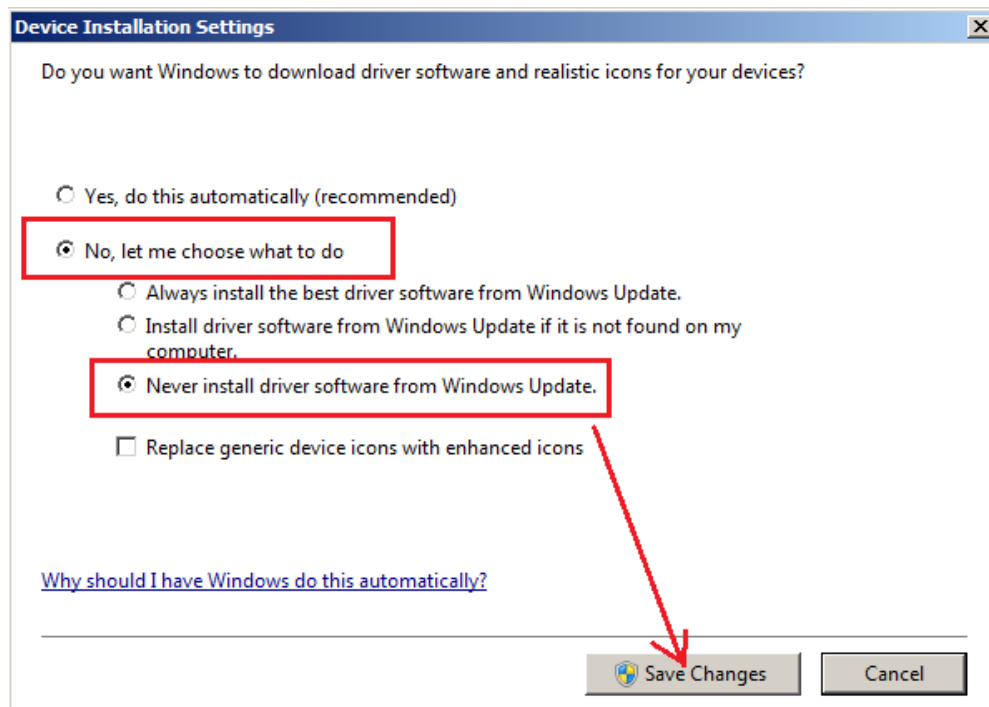 Device Installation Settings
Do you want Windows to download driver software and realistic icons for your devices?
Yes, do this automatically (recommended)
No, let me choose what to do
Always install the best driver software from Windows Update.
Install driver software from Windows Update if it is not found on my
computer.
Never install driver software from Windows Update.
Replace generic device icons with enhanced icons
Why should I have Windows do this automatically?
Save Changes
Cancel